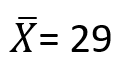 X̅ = 29